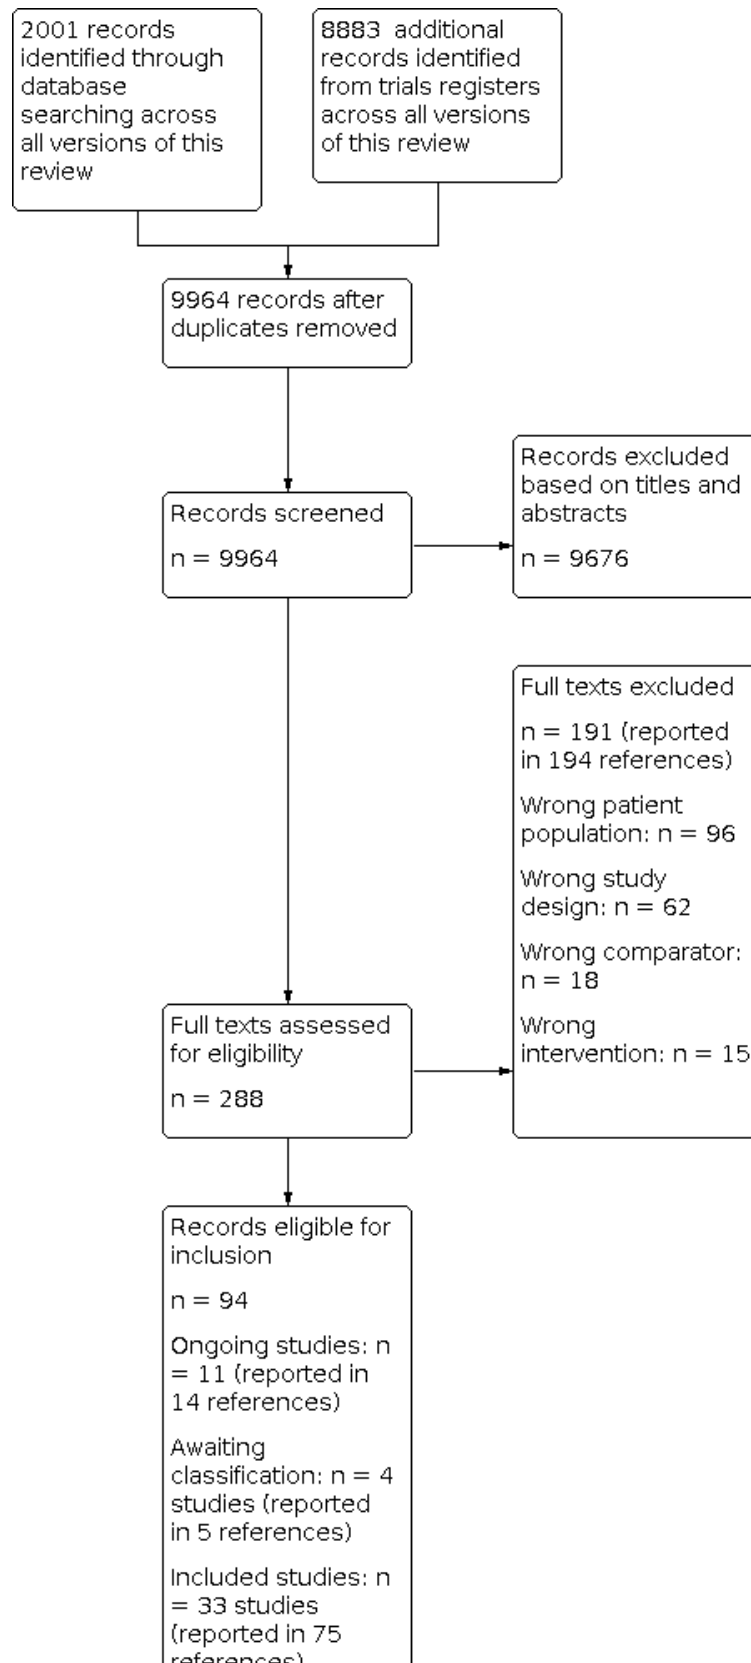 2001 records
identified through
database
searching across
all versions of this
review
8883 additional
records identified
from trials registers
across all versions
of this review
9964 records after
duplicates removed
Records screened
n = 9964
Records excluded
based on titles and
abstracts
n = 9676
Full texts excluded
n = 191 (reported
in 194 references)
Wrong patient
population: n = 96
Wrong study
design: n = 62
Wrong comparator:
n = 18
Wrong
intervention: n = 15
Full texts assessed
for eligibility
n = 288
Records eligible for
inclusion
n = 94
Ongoing studies: n
= 11 (reported in
14 references)
Awaiting
classification: n = 4
studies (reported
in 5 references)
Included studies: n
= 33 studies
(reported in 75
references)